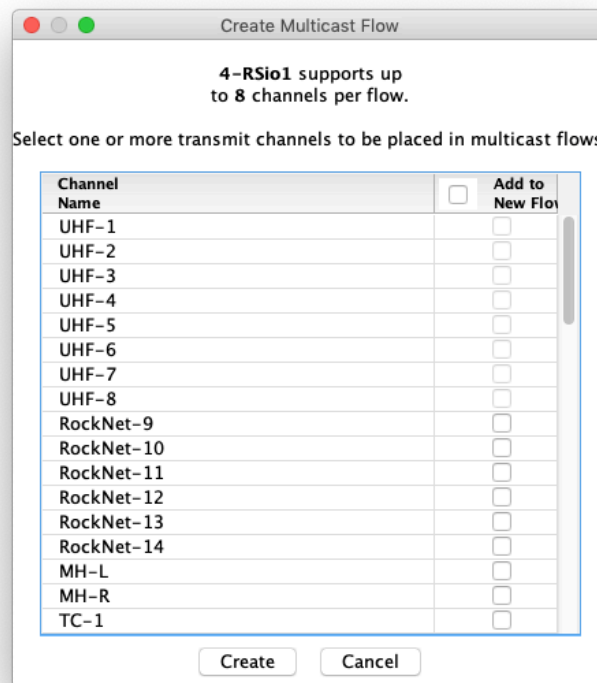 Create Multicast Flow
4-RSio1 supports up
to 8 channels per flow.
Select one or more transmit channels to be placed in multicast flows
Channel
Name
Add to
New Flow
UHF-1
UHF-2
UHF-3
UHF-4
UHF-5
UHF-6
UHF-7
UHF-8
RockNet-9
RockNet-10
RockNet-11
RockNet-12
RockNet-13
RockNet-14
MH-L
MH-R
TC-1
Create
Cancel